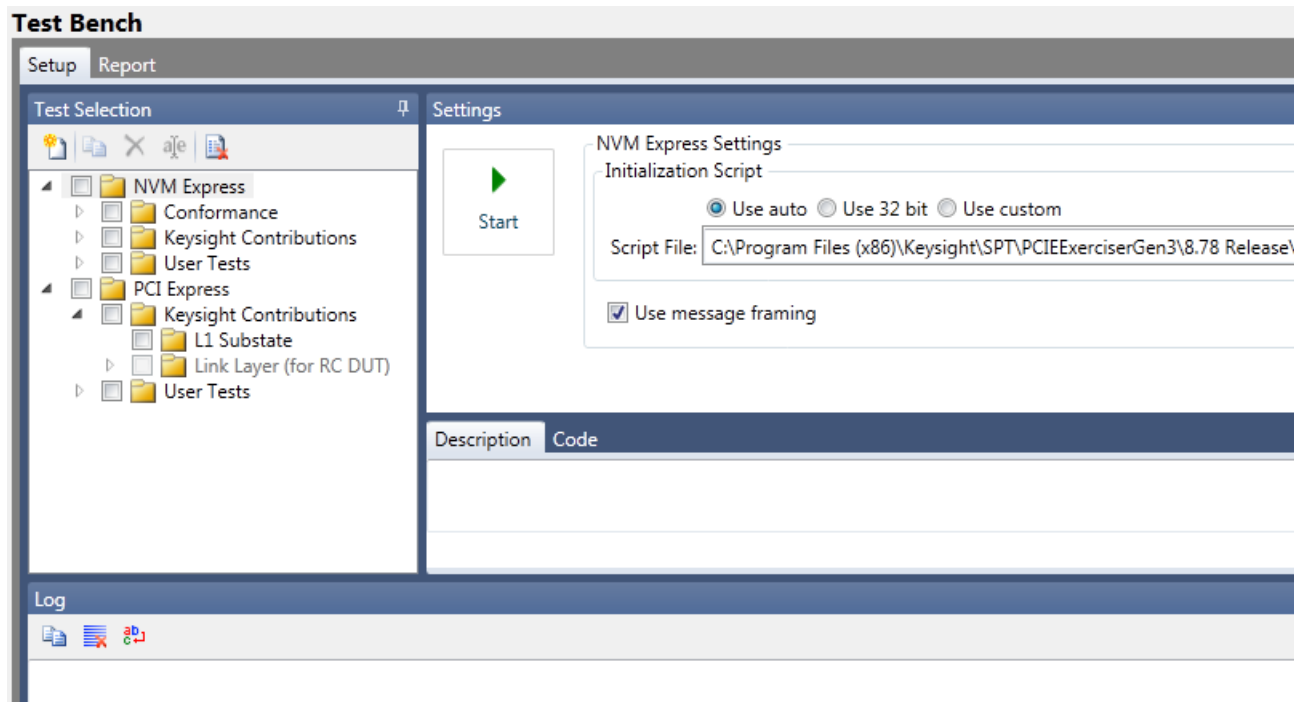 Test Bench
Setup Report
Test Selection
NVM Express
Conformance
Keysight Contributions
User Tests
PCI Express
Keysight Contributions
L1 Substate
Link Layer (for RC DUT)
User Tests
Settings
Start
NVM Express Settings
Initialization Script
Use auto Use 32 bit Use custom
Script File: C:\Program Files (x86)\Keysight\SPT\PCIEExerciserGen3\8.78 Release\
Use message framing
Description Code
Log